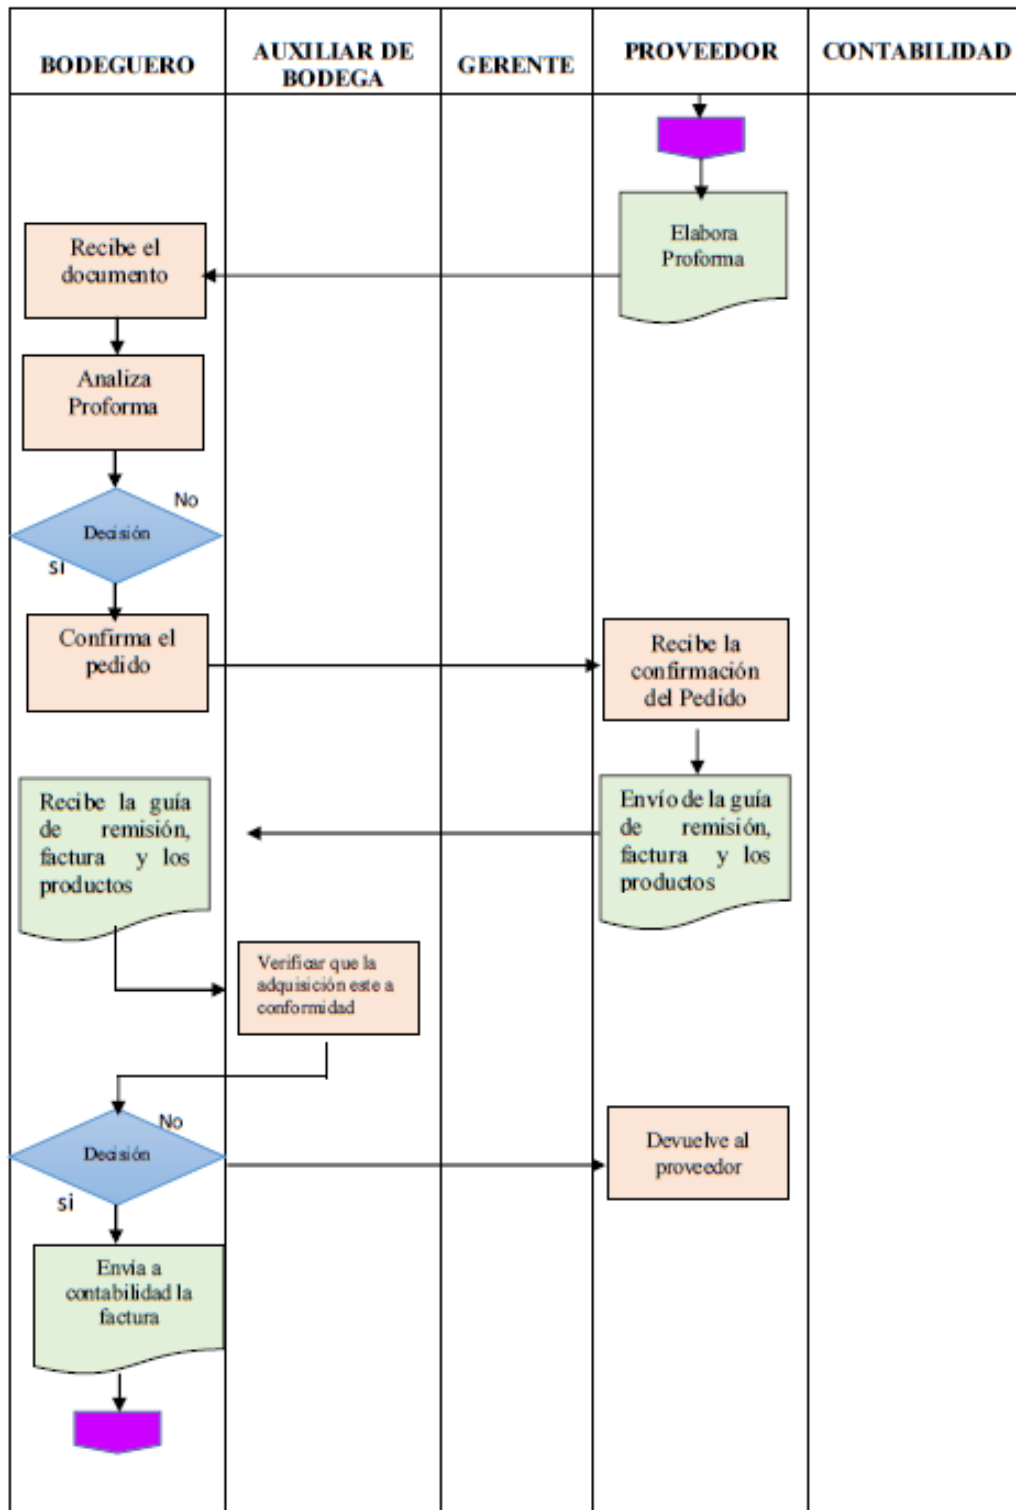 BODEGUERO
AUXILIAR DE
BODEGA
GERENTE
PROVEEDOR
CONTABILIDAD
Elabora
Proforma
Recibe el
documento
Analiza
Proforma
No
Decisión
si
Confirma el
pedido
Recibe la
confirmación
del Pedido
Recibe la guía
de remisión,
factura y los
productos
Envío de la guía
de remisión,
factura y los
productos
Verificar que la
adquisición este a
conformidad
No
Decisión
si
Devuelve al
proveedor
Envía a
contabilidad la
factura